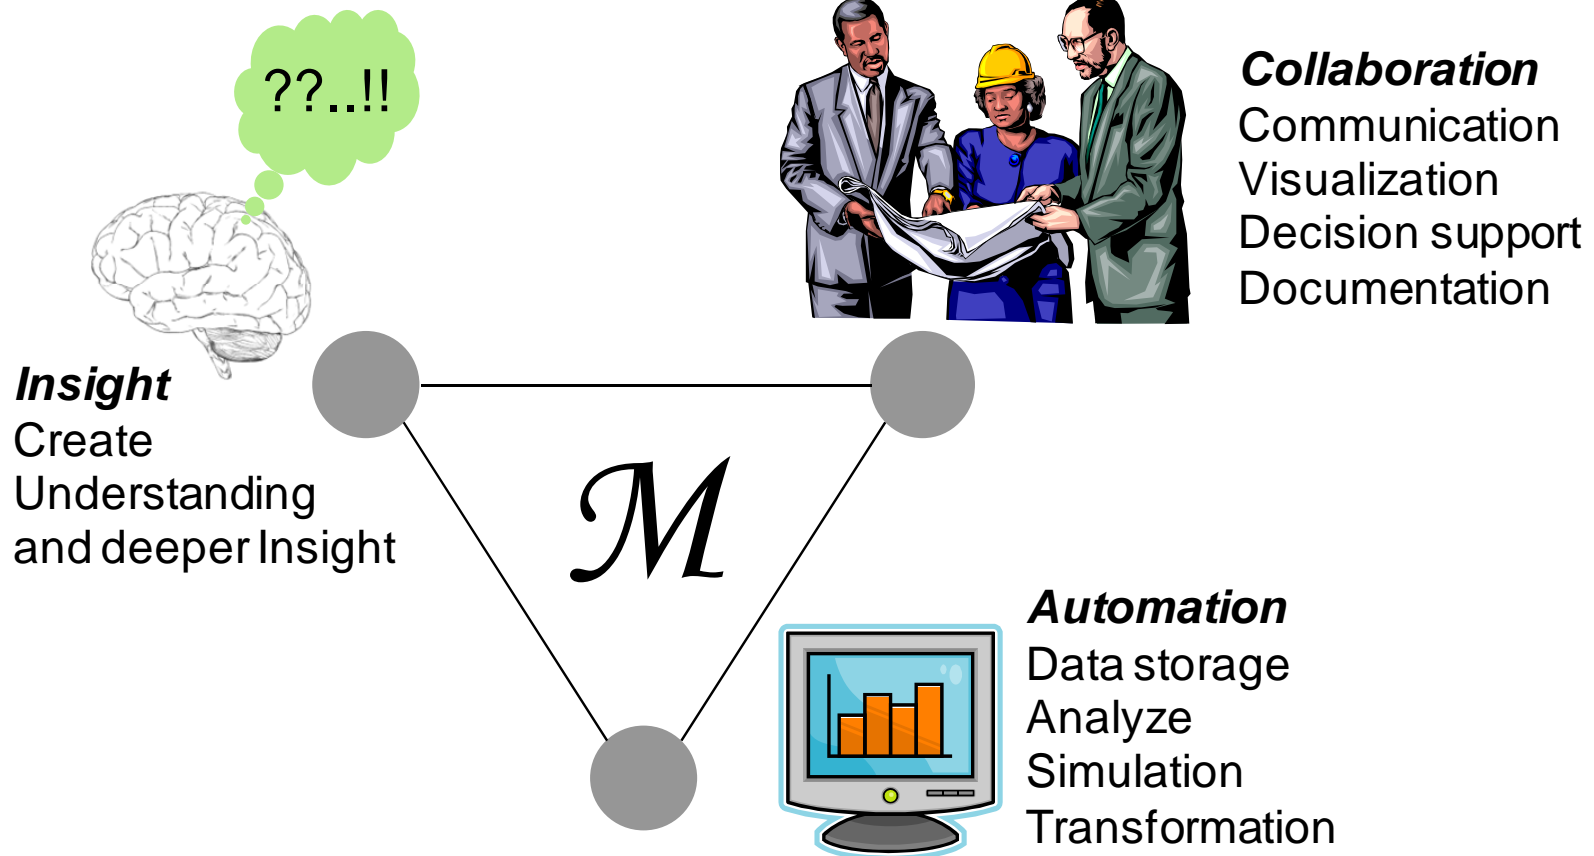 ??..!!
Collaboration
Communication
Visualization
Decision support
Documentation
Insight
Create
Understanding
and deeper Insight
M
Automation
Data storage
Analyze
Simulation
Transformation